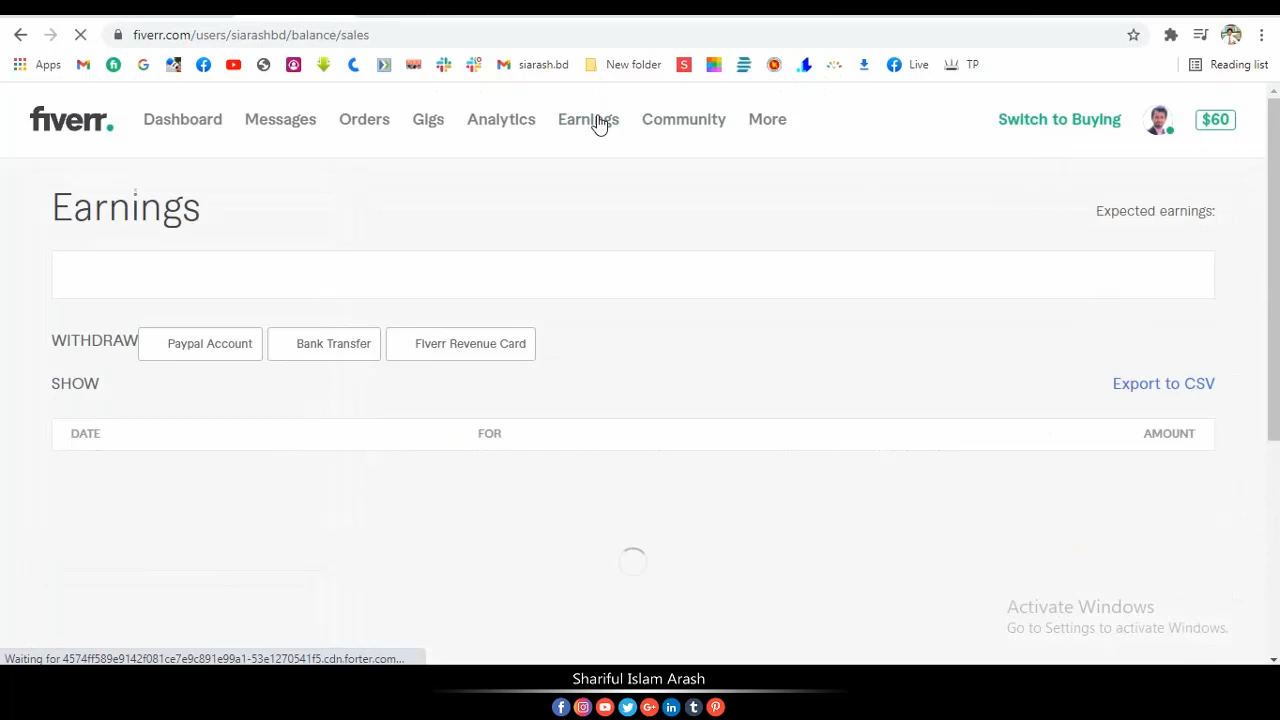 fiverr.com/users/siarashbd/balance/sales
Apps
siarash.bd
New folder
Live
TP
Reading list
fiverr.
Dashboard
Messages
Orders
Gigs
Analytics
Earnings
Community
More
Switch to Buying
$60
Earnings
Expected earnings:
WITHDRAW
Paypal Account
Bank Transfer
Fiverr Revenue Card
SHOW
Export to CSV
DATE
FOR
AMOUNT
Activate Windows
Go to Settings to activate Windows.
Waiting for 4574ff589e9142f081ce7e9c891e99a1-53e1270541f5.cdn.forter.com...
Shariful Islam Arash